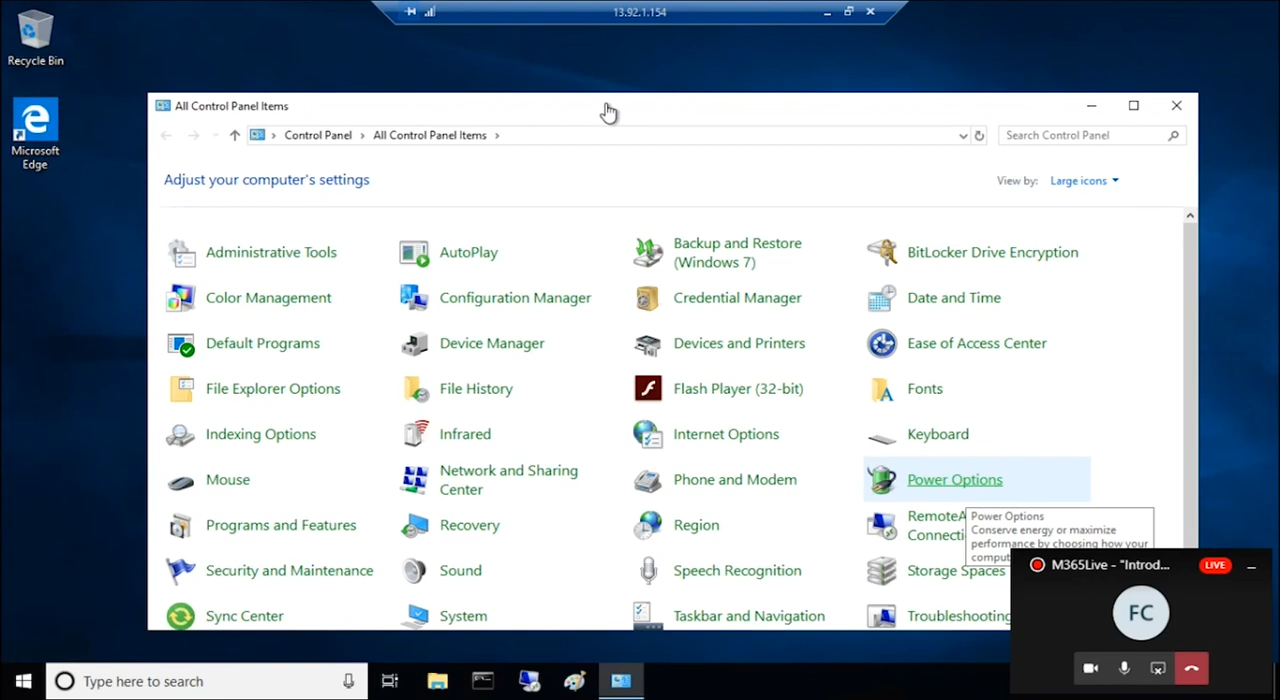 13.92.1.154
Recycle Bin
Microsoft
Edge
All Control Panel Items
Control Panel > All Control Panel Items >
Search Control Panel
Adjust your computer's settings
View by: Large icons
Administrative Tools
AutoPlay
Backup and Restore
(Windows 7)
BitLocker Drive Encryption
Color Management
Configuration Manager
Credential Manager
Date and Time
Default Programs
Device Manager
Devices and Printers
Ease of Access Center
File Explorer Options
File History
Flash Player (32-bit)
Fonts
Indexing Options
Infrared
Internet Options
Keyboard
Mouse
Network and Sharing
Center
Phone and Modem
Power Options
Programs and Features
Recovery
Region
RemoteA
Connecti
Power Options
Conserve energy or maximize
performance by choosing how your
comput
Security and Maintenance
Sound
Speech Recognition
Storage Spaces
Sync Center
System
Taskbar and Navigation
Troubleshooting
M365Live - "Introd...
LIVE
FC
Type here to search